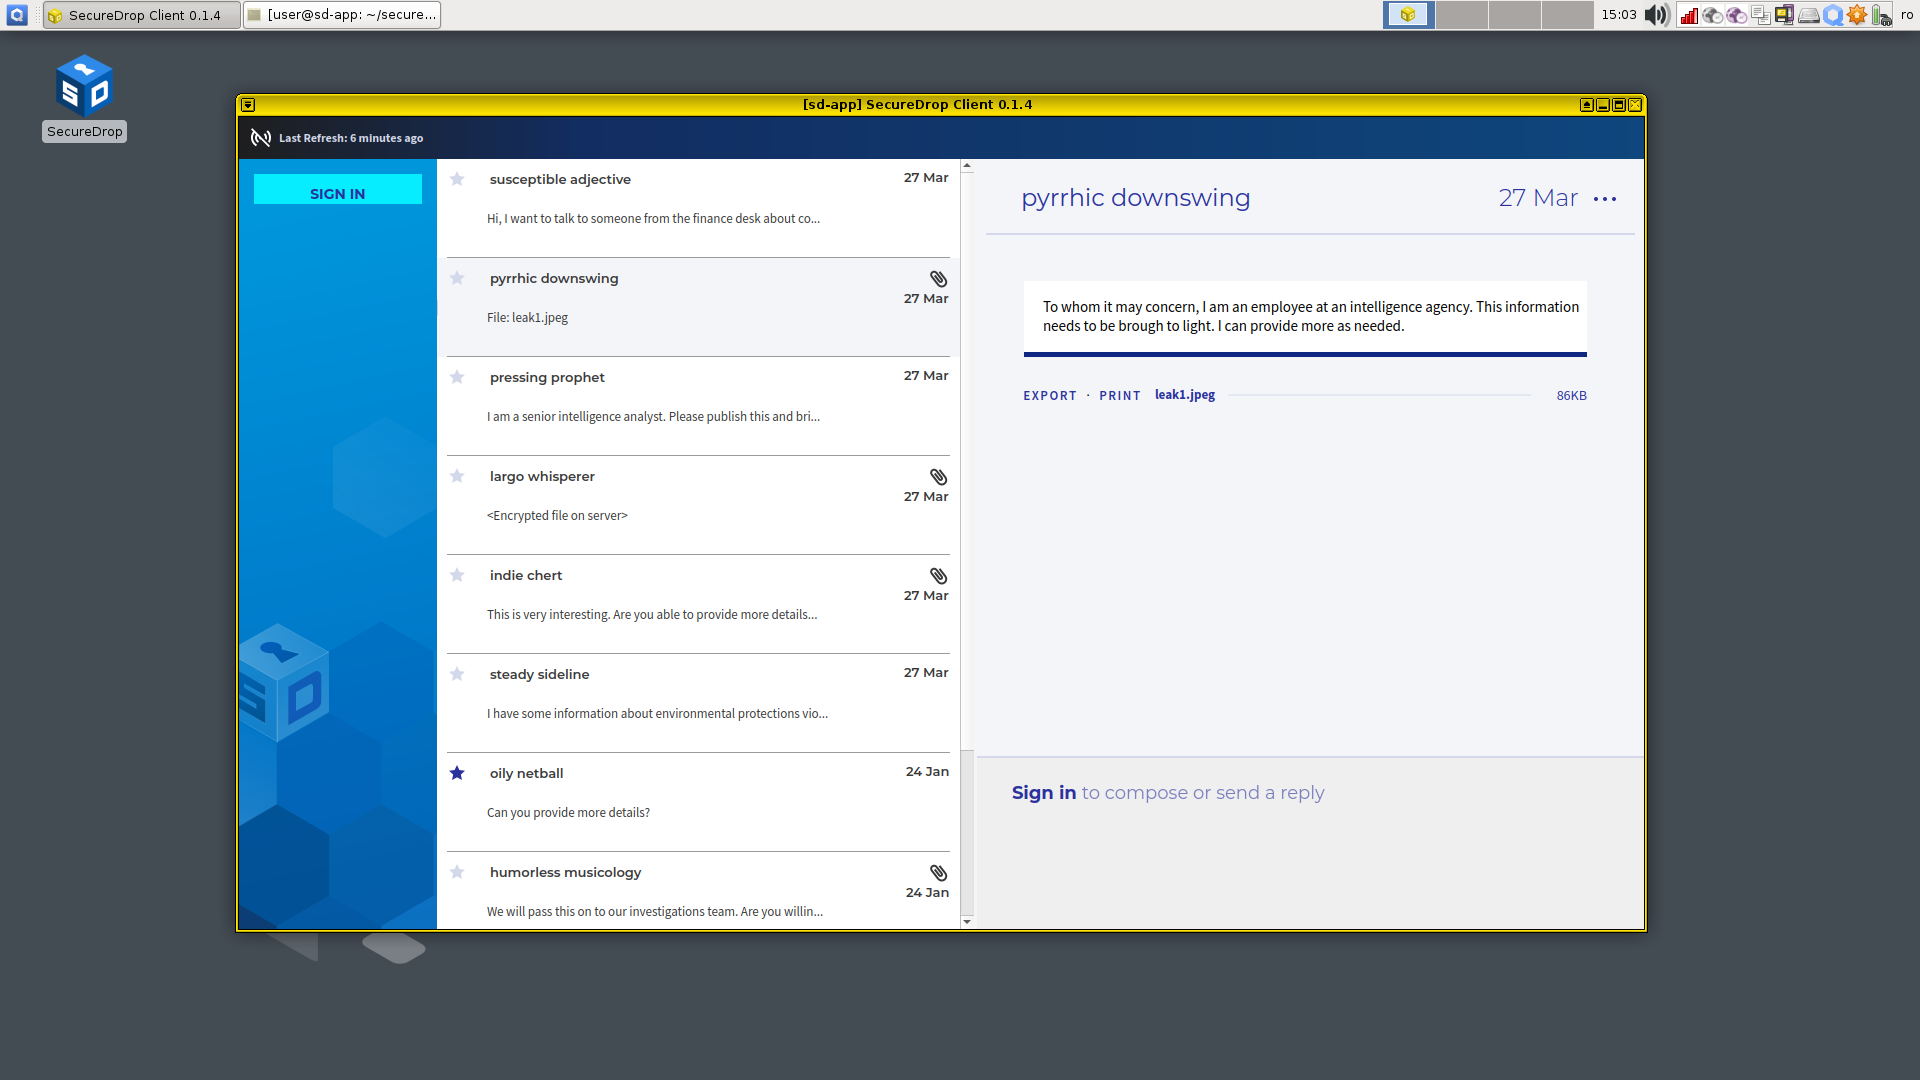 SecureDrop Client 0.1.4
[user@sd-app: ~/secure...
15:03
ro
SecureDrop
[sd-app] SecureDrop Client 0.1.4
Last Refresh: 6 minutes ago
SIGN IN
susceptible adjective
27 Mar
Hi, I want to talk to someone from the finance desk about co...
pyrrhic downswing
27 Mar
File: leak1.jpeg
pressing prophet
27 Mar
I am a senior intelligence analyst. Please publish this and bri...
largo whisperer
27 Mar
<Encrypted file on server>
indie chert
27 Mar
This is very interesting. Are you able to provide more details...
steady sideline
27 Mar
I have some information about environmental protections vio...
oily netball
24 Jan
Can you provide more details?
humorless musicology
24 Jan
We will pass this on to our investigations team. Are you willin...
pyrrhic downswing
27 Mar
To whom it may concern, I am an employee at an intelligence agency. This information
needs to be brough to light. I can provide more as needed.
EXPORT · PRINT leak1.jpeg
86KB
Sign in to compose or send a reply
S D
S D